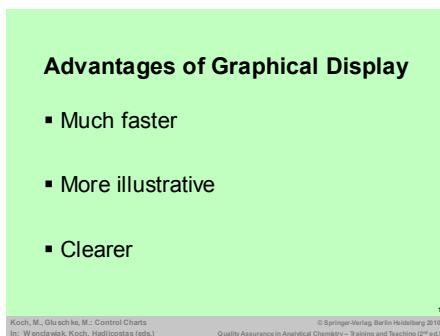 Advantages of Graphical Display
▪ Much faster
▪ More illustrative
▪ Clearer
Koch, M., Gluschke, M.: Control Charts
© Springer-Verlag Berlin Heidelberg 2010
In: Wenclawiak, Koch, Hadjicostas (eds.)
Quality Assurance in Analytical Chemistry – Training and Teaching (2nd ed.)